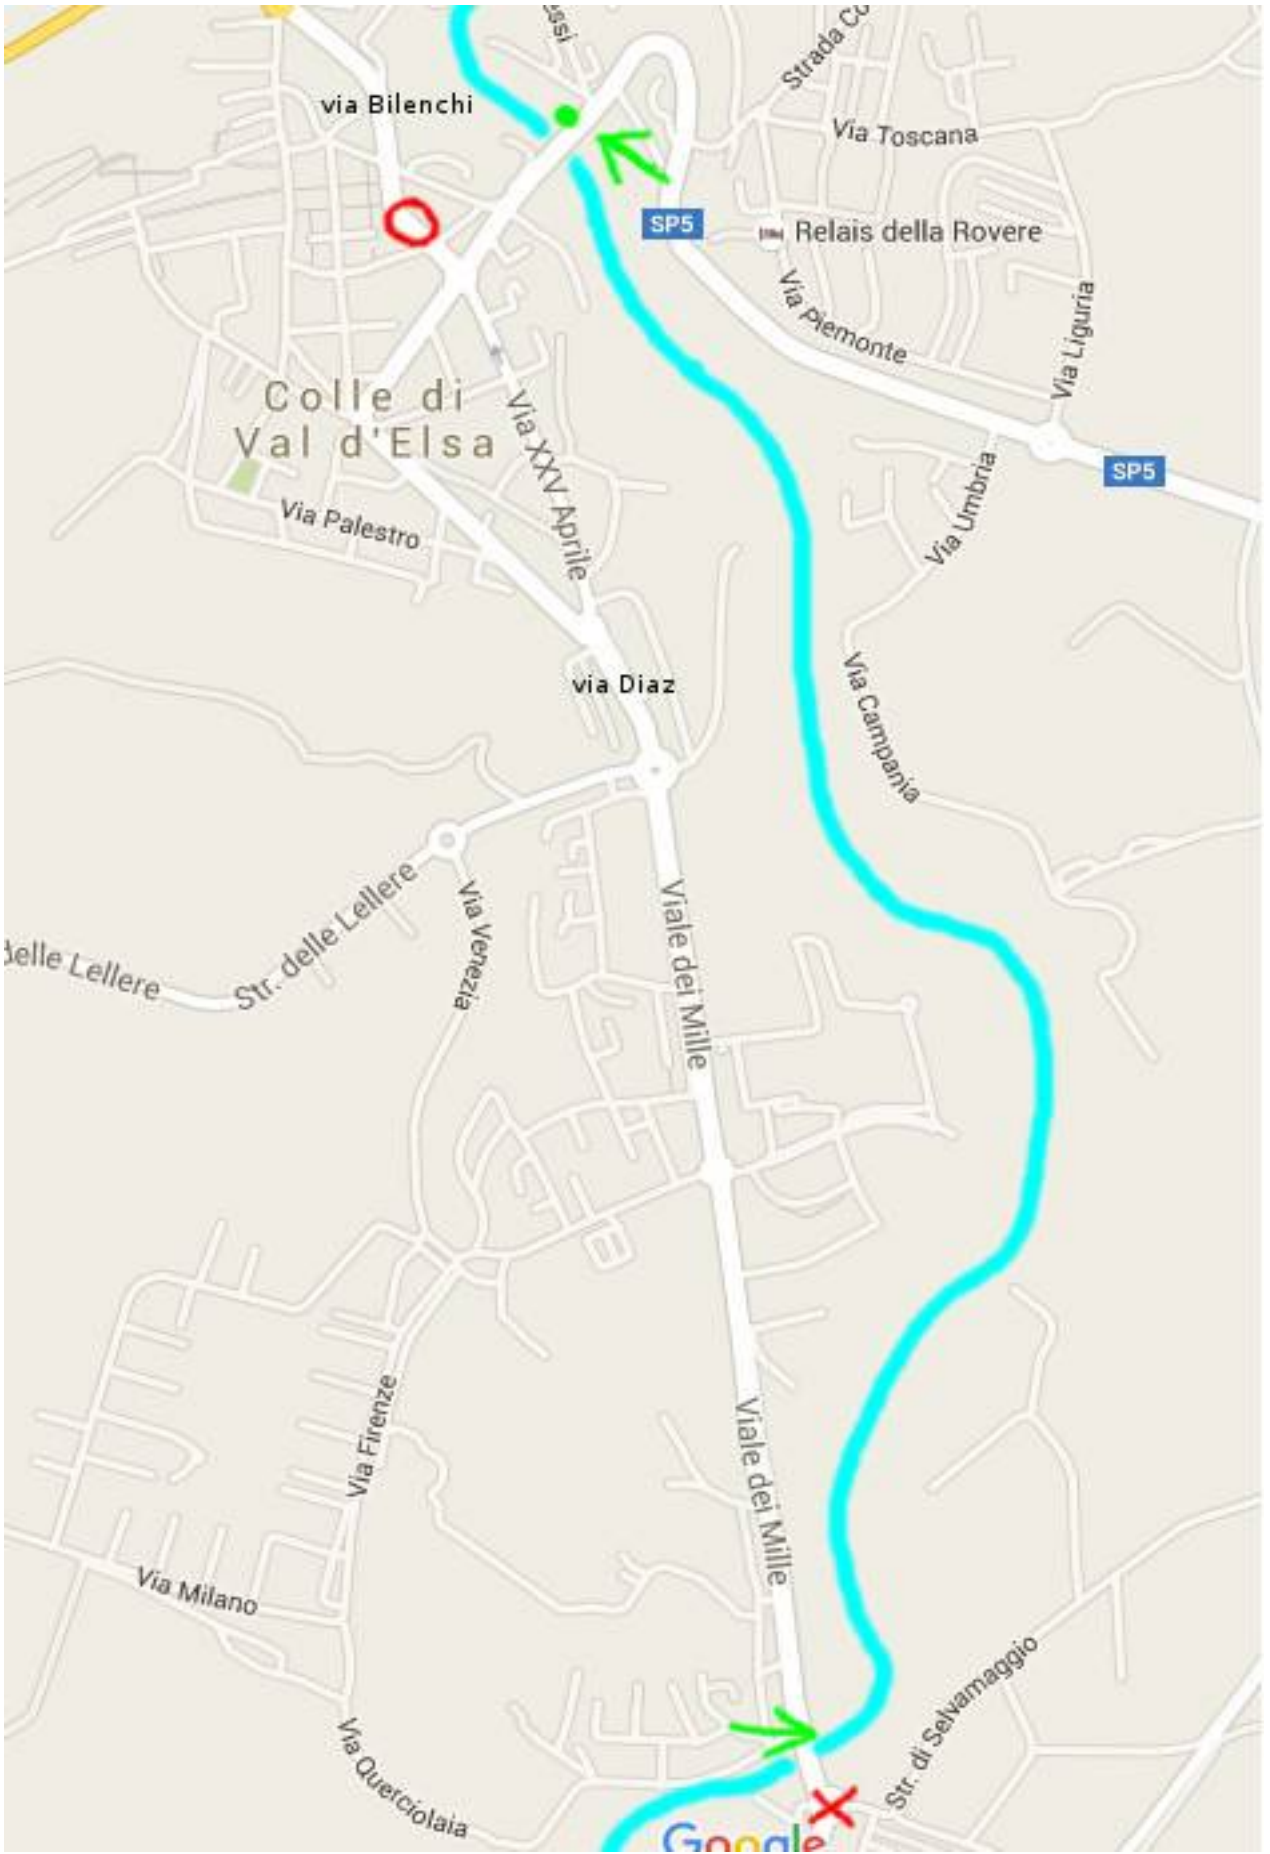 essi
Strada Co
via Bilenchi
Via Toscana
SP5
Relais della Rovere
Via Piemonte
Via Liguria
Colle di
Val d'Elsa
Via XXV Aprile
SP5
Via Umbria
Via Palestro
via Diaz
Via Campania
Str. delle Lellere
Via Venezia
Viale dei Mille
delle Lellere
Via Firenze
Viale dei Mille
Via Milano
Str. di Selvamaggio
Via Querciolaia
Google